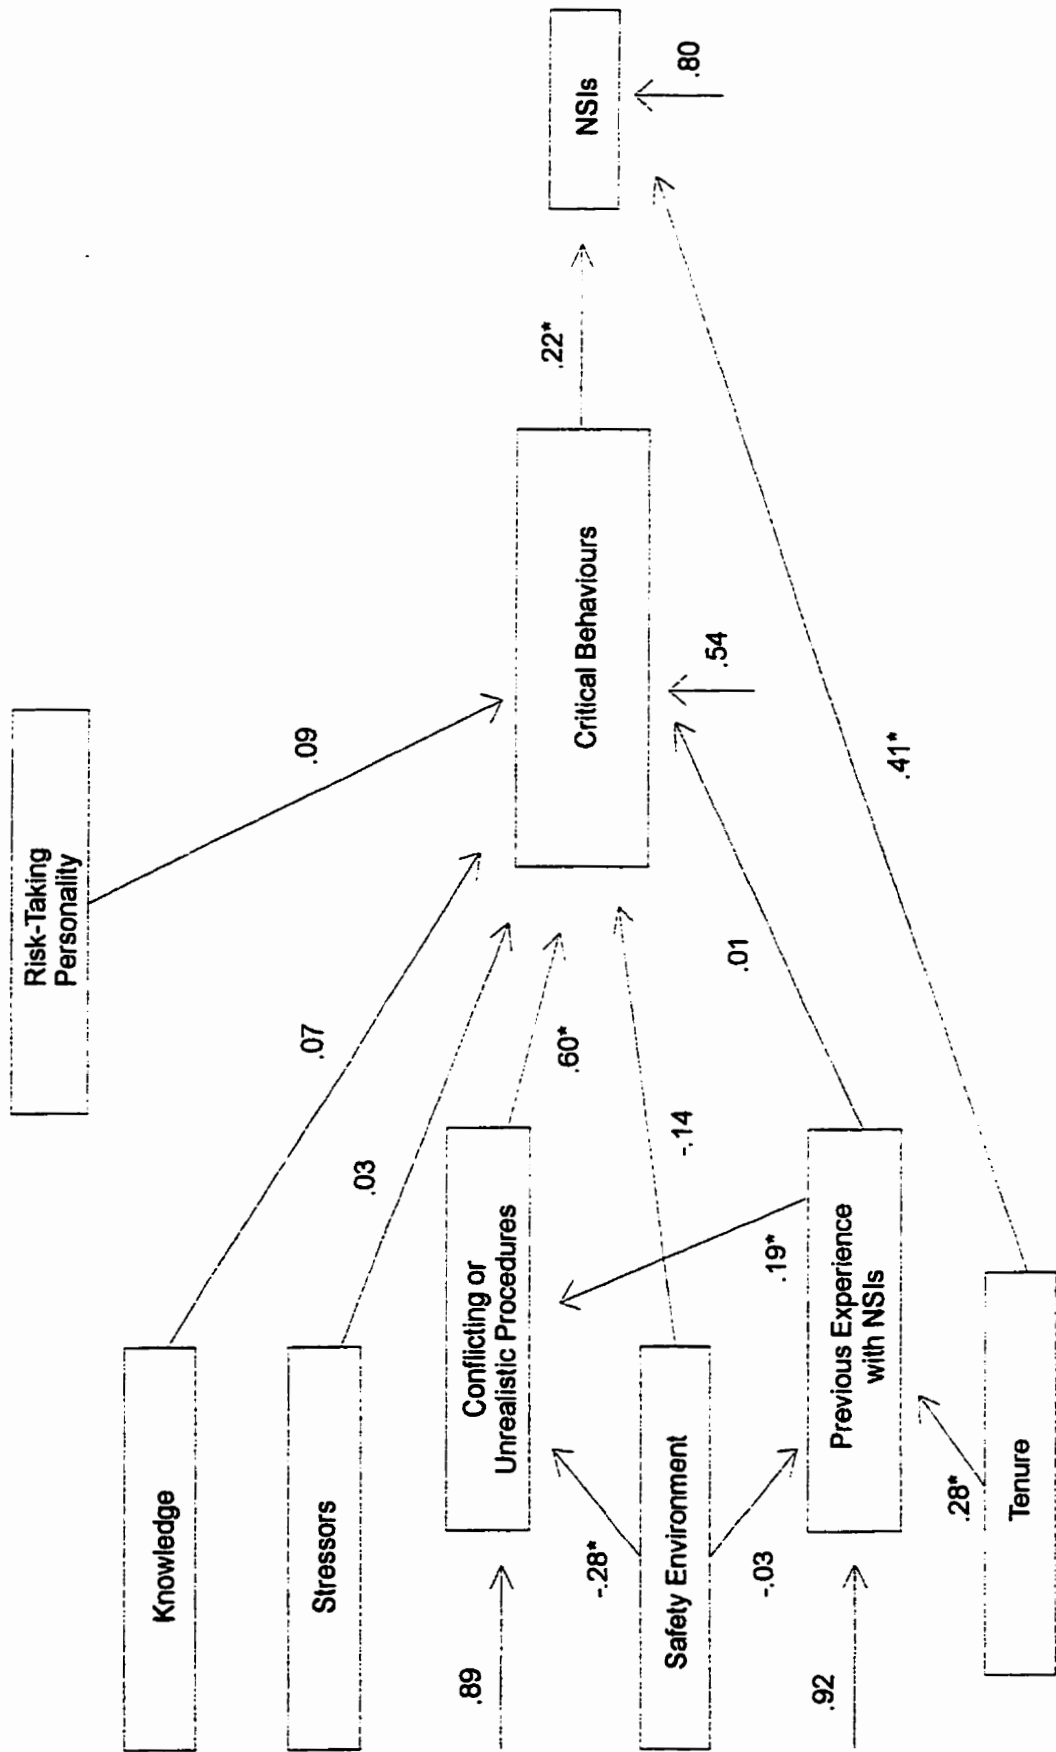 Risk-Taking
Personality
.09
Knowledge
.07
Stressors
.03
Conflicting or
Unrealistic Procedures
.89
.60*
Critical Behaviours
.54
.22*
NSIs
.80
Safety Environment
-.28*
-.03
-.14
.19*
Previous Experience
with NSIs
.92
.01
Tenure
.28*
.41*